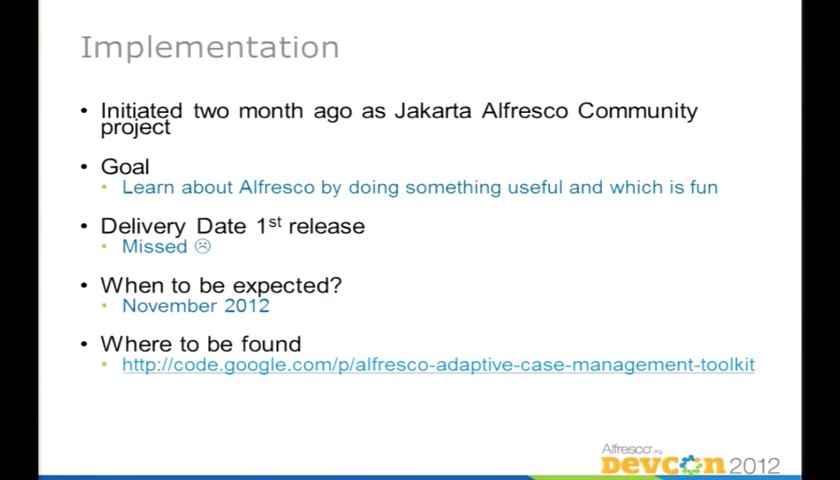 Implementation
• Initiated two month ago as Jakarta Alfresco Community
project
• Goal
• Learn about Alfresco by doing something useful and which is fun
• Delivery Date 1st release
• Missed ☹
• When to be expected?
• November 2012
• Where to be found
• http://code.google.com/p/alfresco-adaptive-case-management-toolkit
Alfresco.org
DevCon 2012